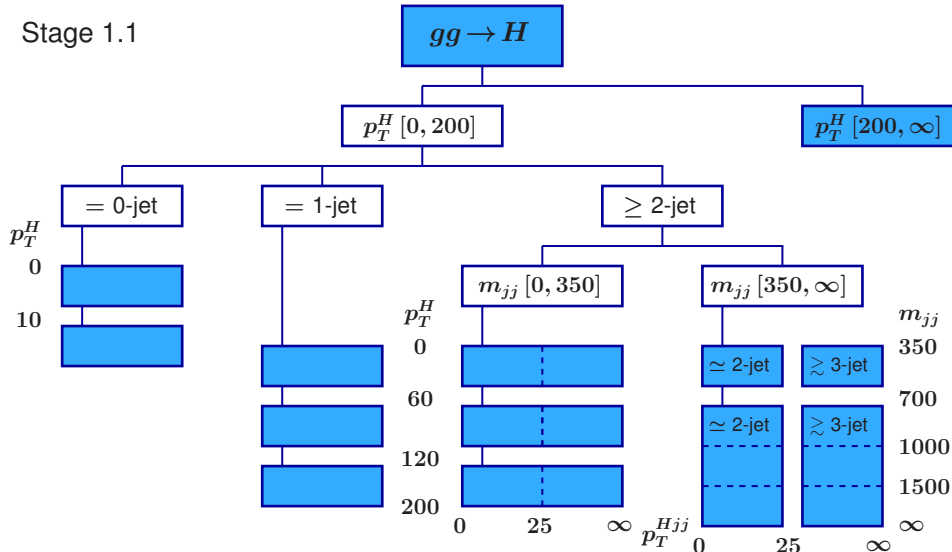 Stage 1.1
gg → H
p_T^H [0, 200]
p_T^H [200, ∞]
= 0-jet
= 1-jet
≥ 2-jet
p_T^H
0
10
m_jj [0, 350]
m_jj [350, ∞]
p_T^H
0
60
120
200
m_jj
350
700
1000
1500
∞
≃ 2-jet
≳ 3-jet
≃ 2-jet
≳ 3-jet
0
25
∞
p_T^Hjj
0
25
∞